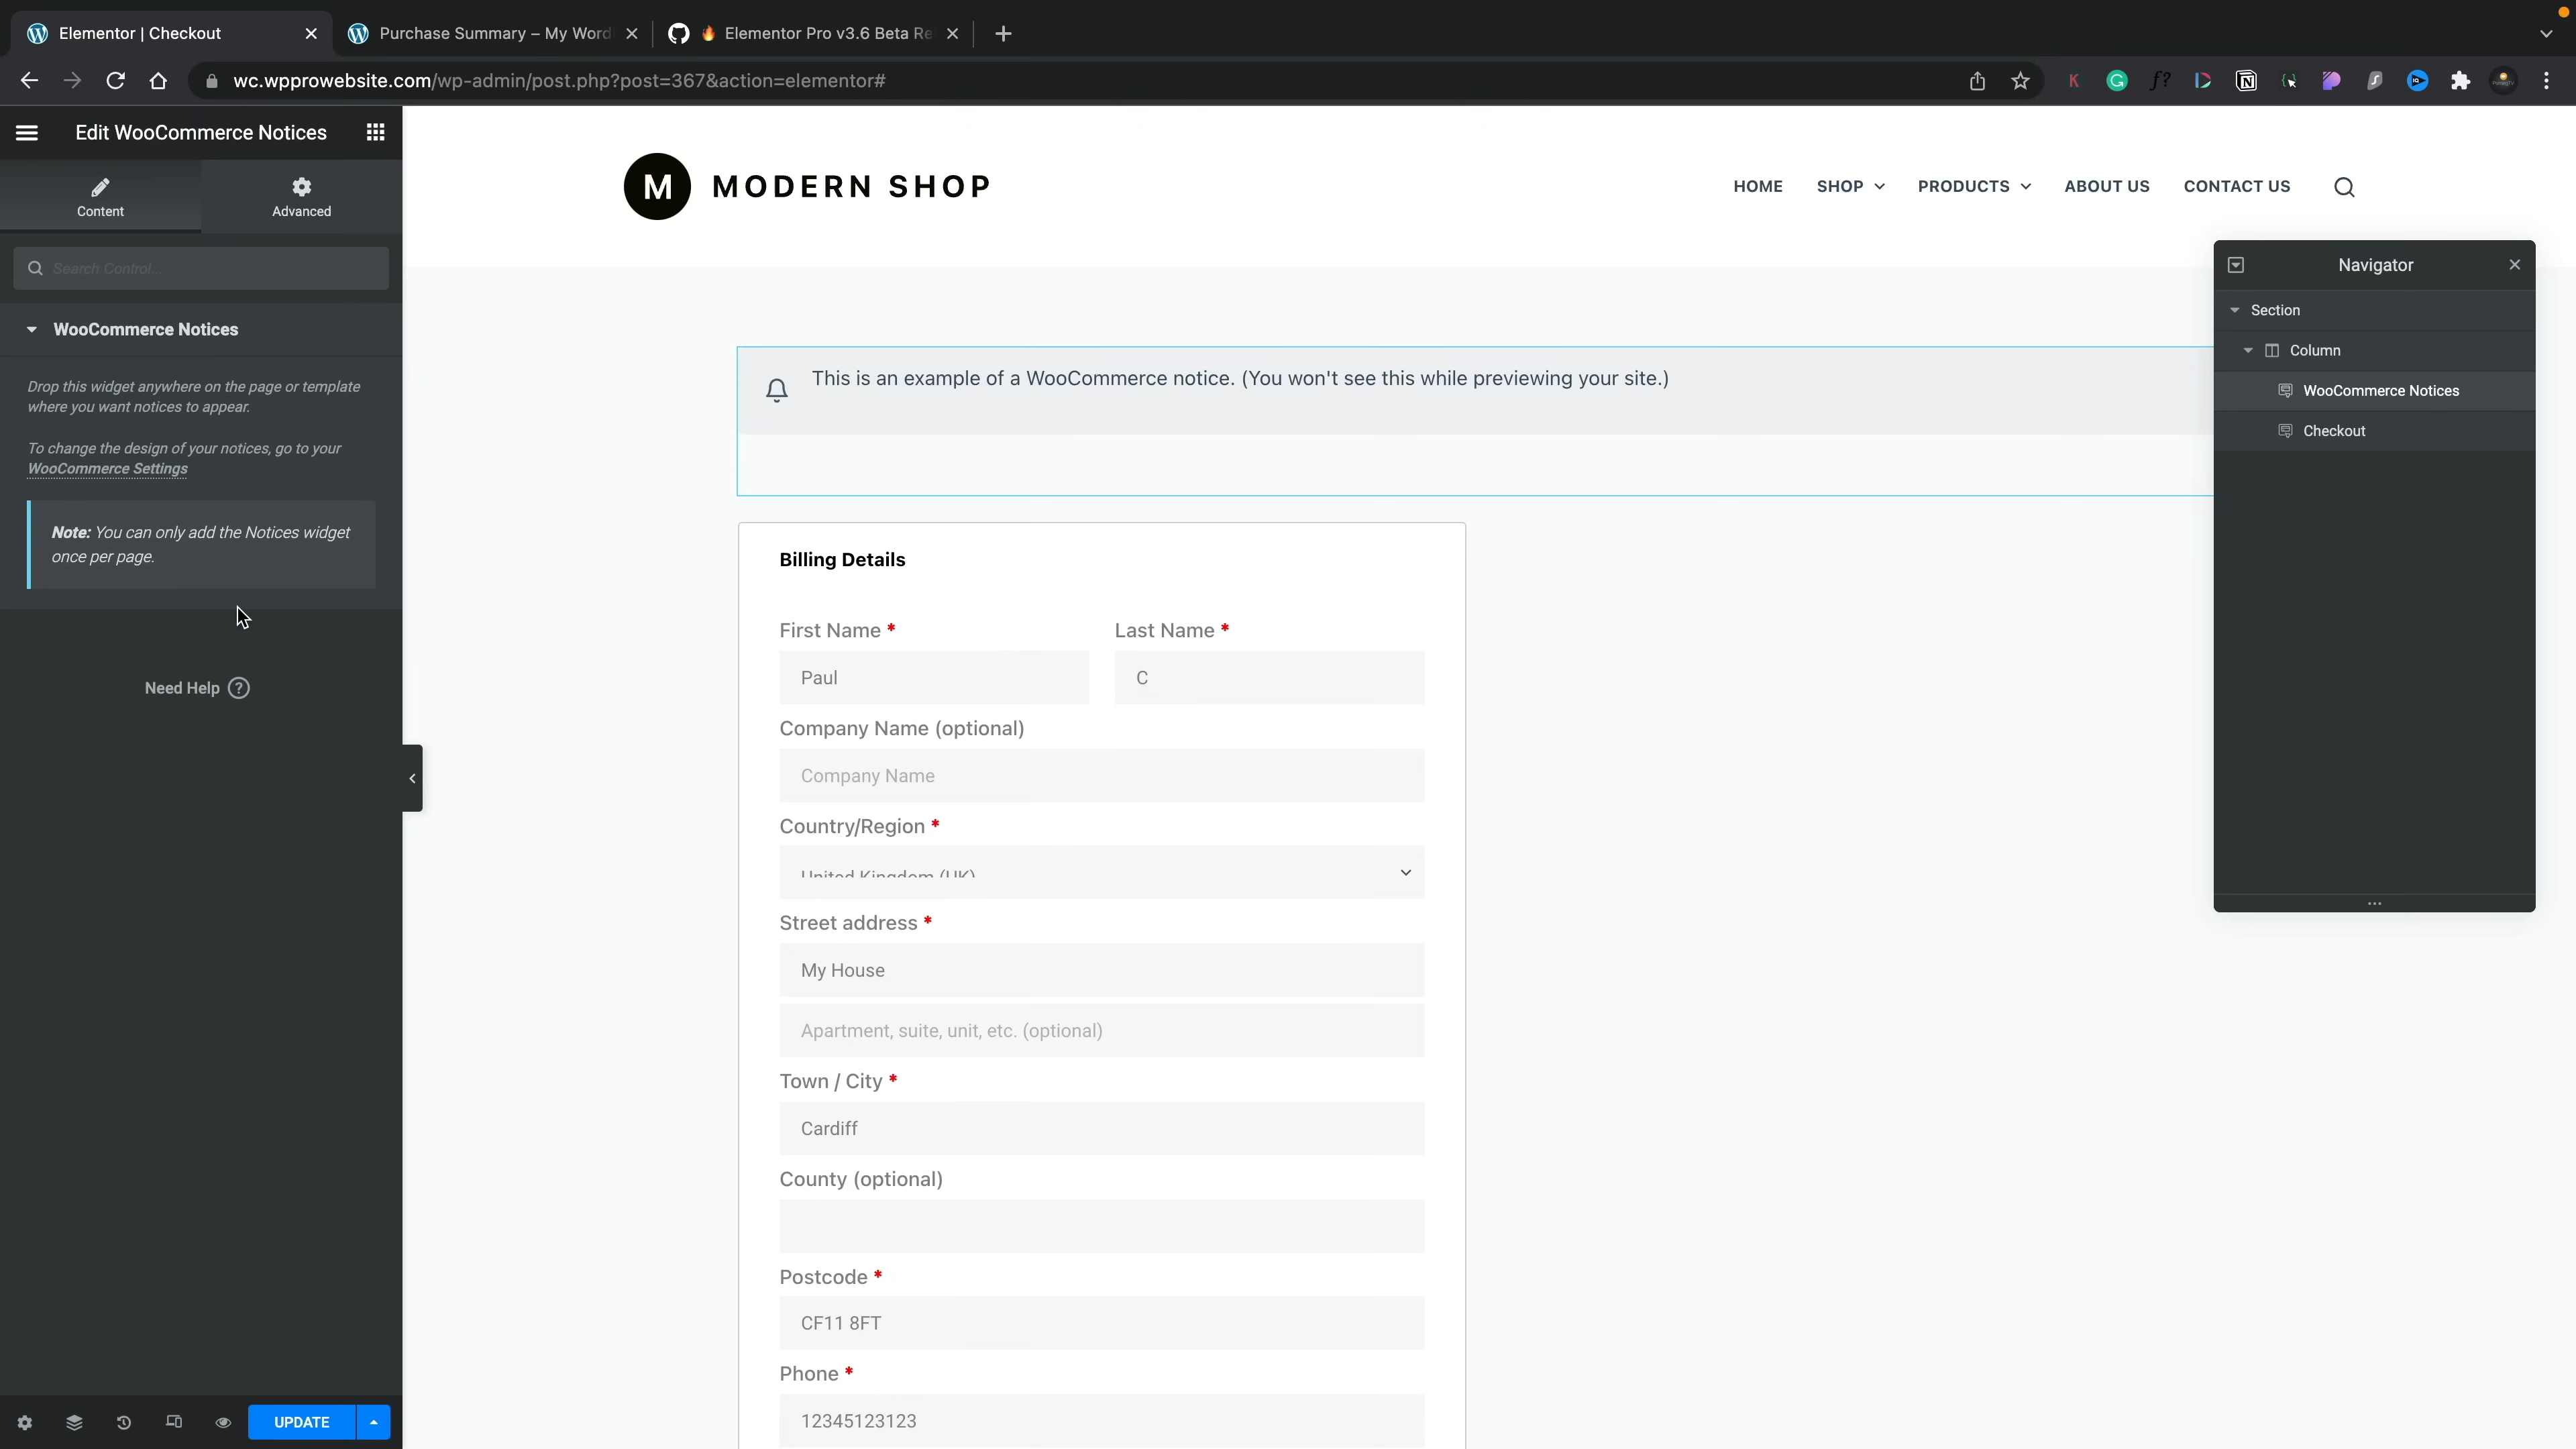 Elementor | Checkout
Purchase Summary – My Word
Elementor Pro v3.6 Beta Re
wc.wpprowebsite.com/wp-admin/post.php?post=367&action=elementor#
Edit WooCommerce Notices
Content
Advanced
Search Control...
WooCommerce Notices
Drop this widget anywhere on the page or template
where you want notices to appear.
To change the design of your notices, go to your
WooCommerce Settings
Note: You can only add the Notices widget
once per page.
Need Help ?
UPDATE
M MODERN SHOP
HOME SHOP PRODUCTS ABOUT US CONTACT US
This is an example of a WooCommerce notice. (You won't see this while previewing your site.)
Billing Details
First Name * Last Name *
Paul C
Company Name (optional)
Company Name
Country/Region *
United Kingdom (UK)
Street address *
My House
Apartment, suite, unit, etc. (optional)
Town / City *
Cardiff
County (optional)
Postcode *
CF11 8FT
Phone *
12345123123
Navigator
Section
Column
WooCommerce Notices
Checkout